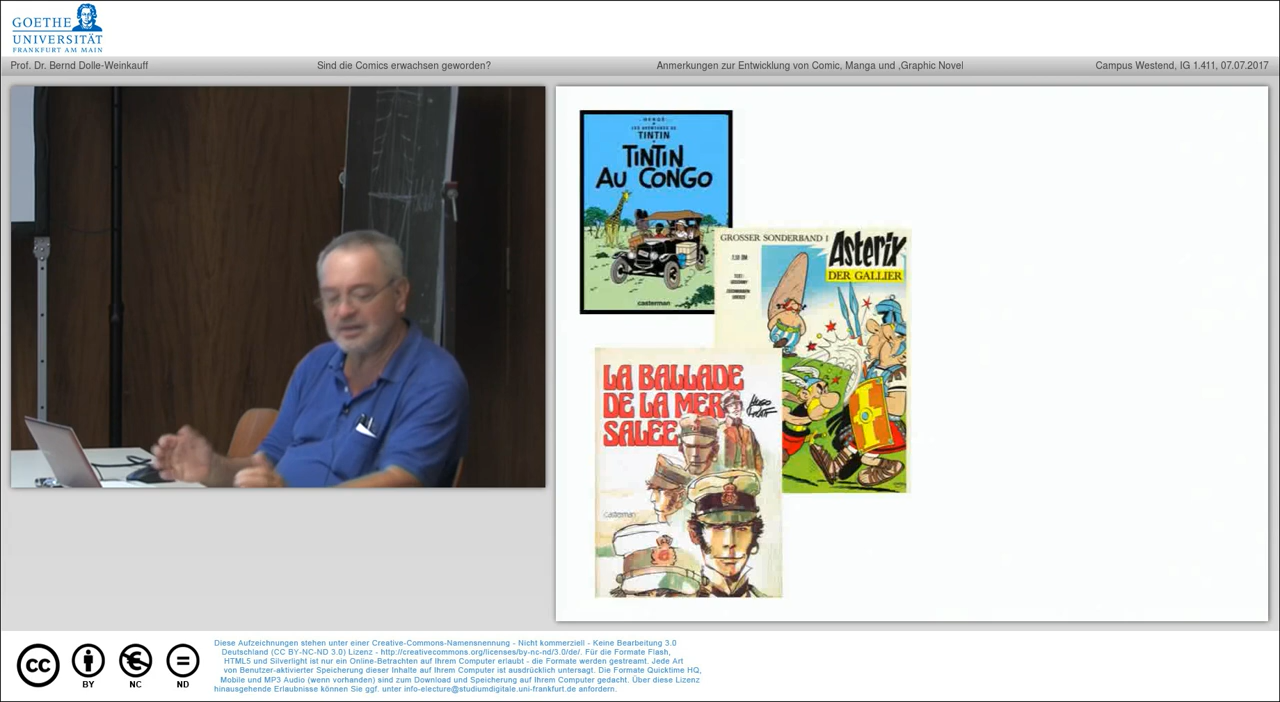 GOETHE
UNIVERSITÄT
FRANKFURT AM MAIN
Prof. Dr. Bernd Dolle-Weinkauff
Sind die Comics erwachsen geworden?
Anmerkungen zur Entwicklung von Comic, Manga und ‚Graphic Novel
Campus Westend, IG 1.411, 07.07.2017
HERGÉ
LES AVENTURES DE
TINTIN
TINTIN
AU CONGO
casterman
GROSSER SONDERBAND 1
Asterix
DER GALLIER
LA BALLADE
DE LA MER
SALEE
HUGO
PRATT
casterman
cc
BY
NC
ND
Diese Aufzeichnungen stehen unter einer Creative-Commons-Namensnennung - Nicht kommerziell - Keine Bearbeitung 3.0
Deutschland (CC BY-NC-ND 3.0) Lizenz - http://creativecommons.org/licenses/by-nc-nd/3.0/de/. Für die Formate Flash,
HTML5 und Silverlight ist nur ein Online-Betrachten auf Ihrem Computer erlaubt - die Formate werden gestreamt. Jede Art
von Benutzer-aktivierter Speicherung dieser Inhalte auf Ihrem Computer ist ausdrücklich untersagt. Die Formate Quicktime HQ,
Mobile und MP3 Audio (wenn vorhanden) sind zum Download und Speicherung auf Ihrem Computer gedacht. Über diese Lizenz
hinausgehende Erlaubnisse können Sie ggf. unter info-electure@studiumdigitale.uni-frankfurt.de anfordern.